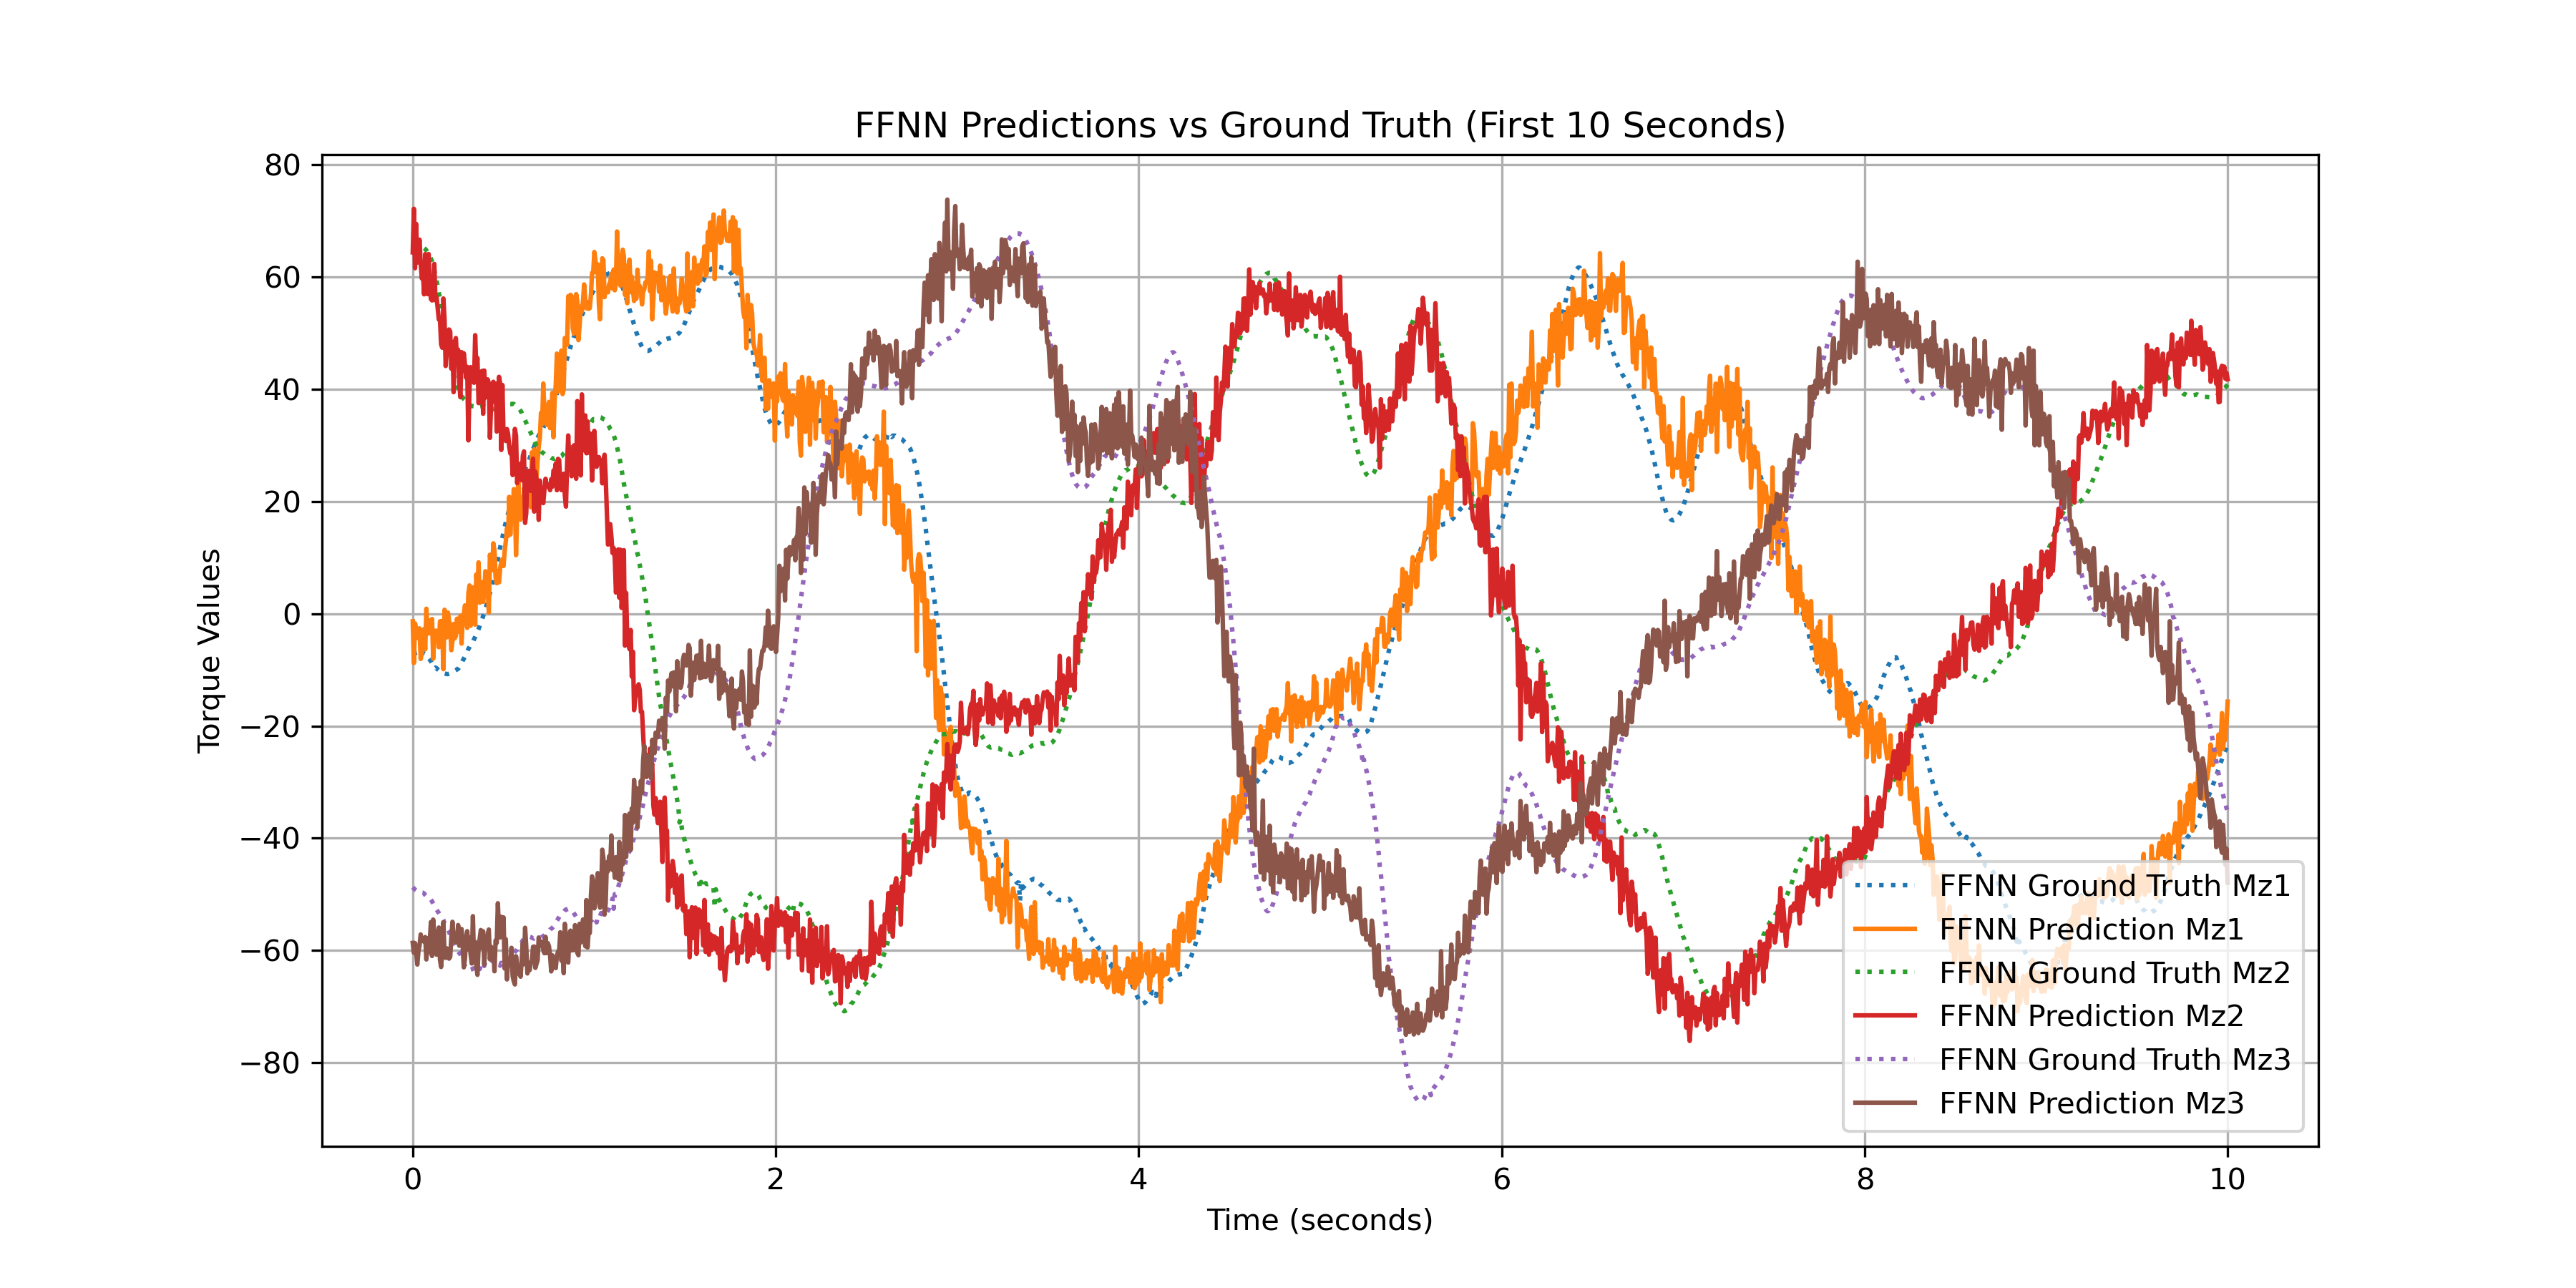 FFNN Predictions vs Ground Truth (First 10 Seconds)
80
60
40
20
0
−20
−40
−60
−80
Torque Values
0 2 4 6 8 10
Time (seconds)
FFNN Ground Truth Mz1
FFNN Prediction Mz1
FFNN Ground Truth Mz2
FFNN Prediction Mz2
FFNN Ground Truth Mz3
FFNN Prediction Mz3